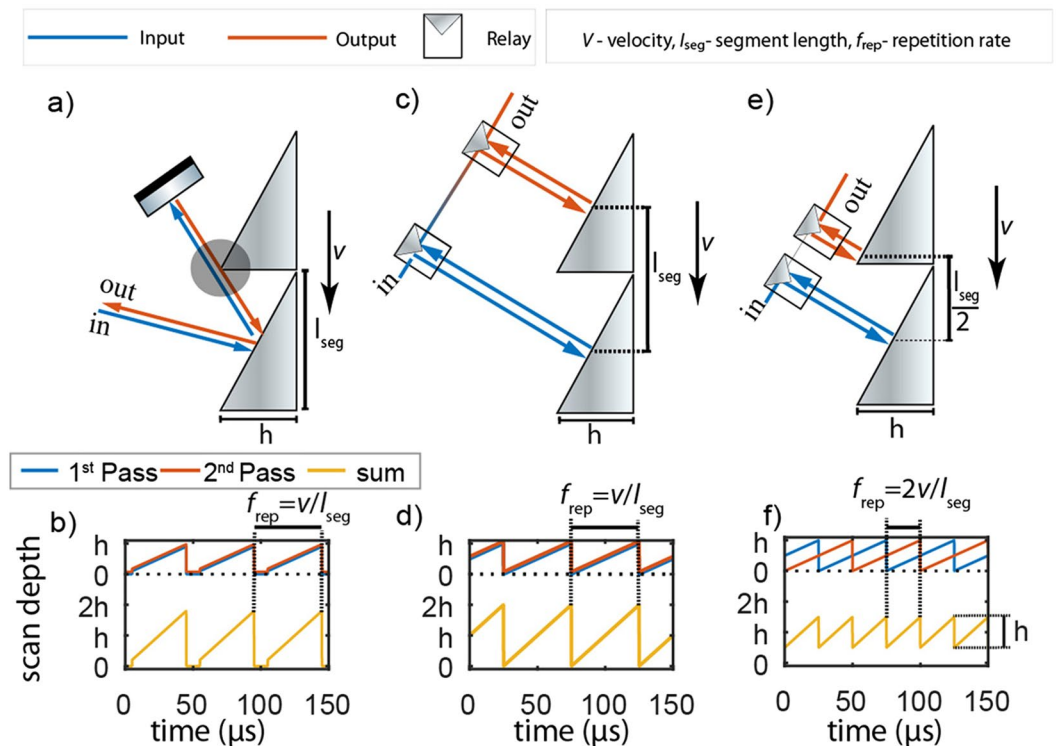 Input Output Relay
V - velocity, lseg- segment length, frep- repetition rate
a)
out
in
v
lseg
h
c)
out
in
v
lseg
h
e)
out
in
v
lseg
2
h
1st Pass 2nd Pass sum
b)
frep=v/lseg
h
0
2h
h
0
scan depth
0 50 100 150
time (µs)
d)
frep=v/lseg
h
0
2h
h
0
0 50 100 150
time (µs)
f)
frep=2v/lseg
h
0
2h
h
0
h
0 50 100 150
time (µs)